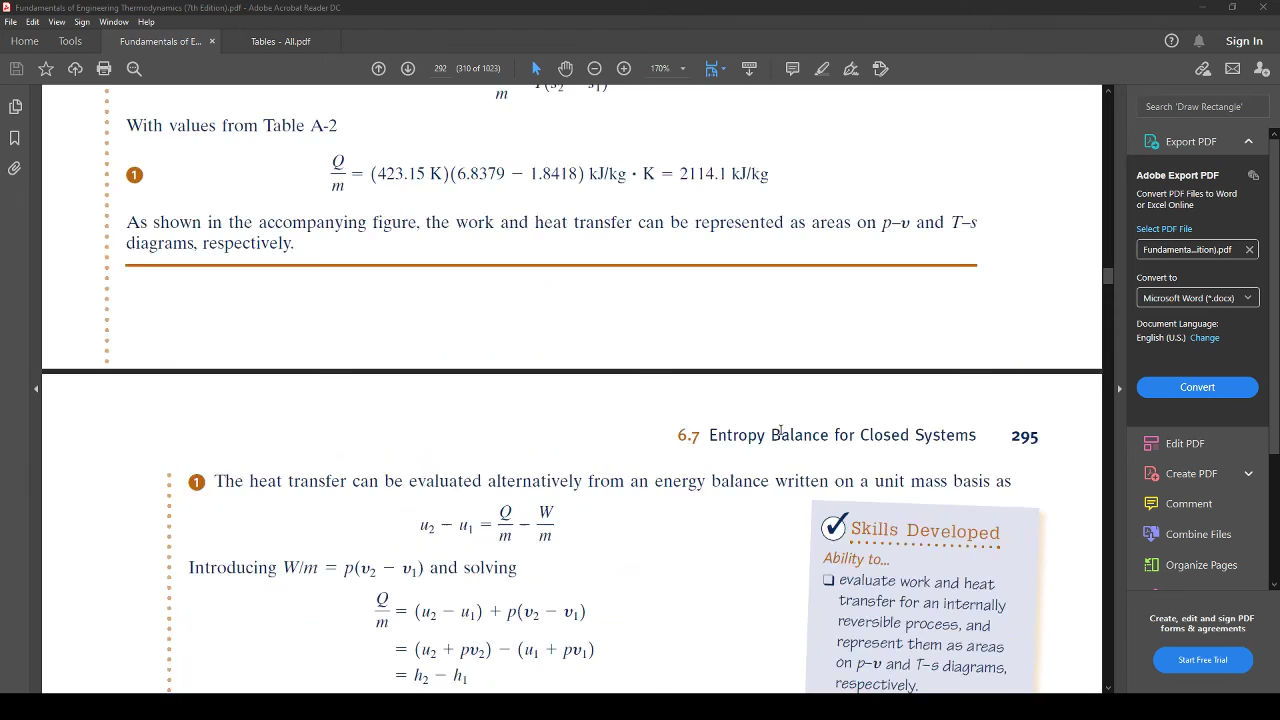 Fundamentals of Engineering Thermodynamics (7th Edition).pdf - Adobe Acrobat Reader DC
File Edit View Sign Window Help
Home Tools Fundamentals of E... × Tables - All.pdf Sign In
292 (310 of 1023) 170%
m
With values from Table A-2
1 Q/m = (423.15 K)(6.8379 − 1.8418) kJ/kg · K = 2114.1 kJ/kg
As shown in the accompanying figure, the work and heat transfer can be represented as areas on p–υ and T–s
diagrams, respectively.
6.7 Entropy Balance for Closed Systems 295
1 The heat transfer can be evaluated alternatively from an energy balance written on a unit mass basis as
u₂ − u₁ = Q/m − W/m
Introducing W/m = p(υ₂ − υ₁) and solving
Q/m = (u₂ − u₁) + p(υ₂ − υ₁)
= (u₂ + pυ₂) − (u₁ + pυ₁)
= h₂ − h₁
Skills Developed
Ability to...
❑ evaluate work and heat
transfer for an internally
reversible process, and
represent them as areas
on p–υ and T–s diagrams,
respectively.
Search 'Draw Rectangle'
Export PDF
Adobe Export PDF
Convert PDF Files to Word
or Excel Online
Select PDF File
Fundamenta...ition).pdf ×
Convert to
Microsoft Word (*.docx)
Document Language:
English (U.S.) Change
Convert
Edit PDF
Create PDF
Comment
Combine Files
Organize Pages
Create, edit and sign PDF
forms & agreements
Start Free Trial